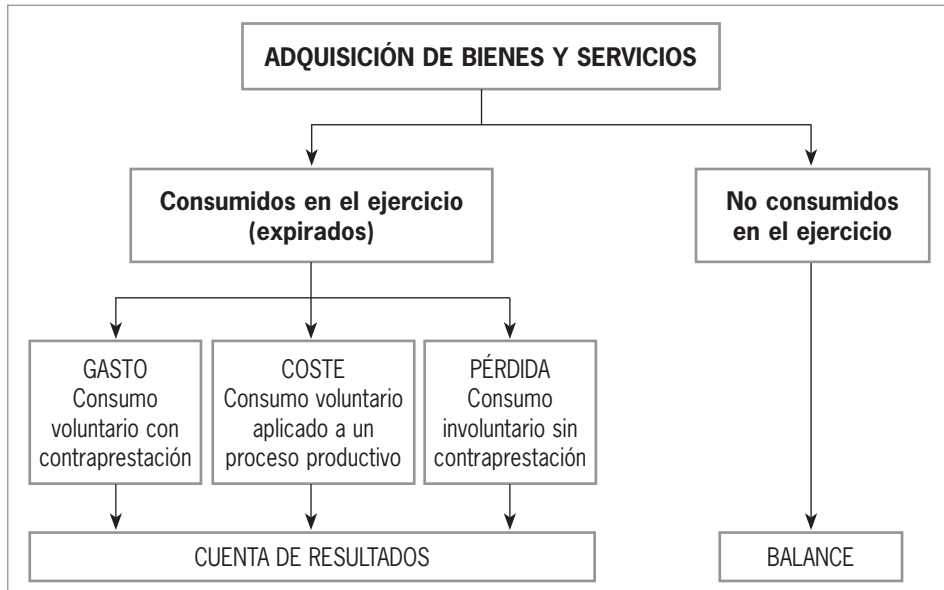 ADQUISICIÓN DE BIENES Y SERVICIOS
Consumidos en el ejercicio
(expirados)
No consumidos
en el ejercicio
GASTO
Consumo
voluntario con
contraprestación
COSTE
Consumo voluntario
aplicado a un
proceso productivo
PÉRDIDA
Consumo
involuntario sin
contraprestación
CUENTA DE RESULTADOS
BALANCE